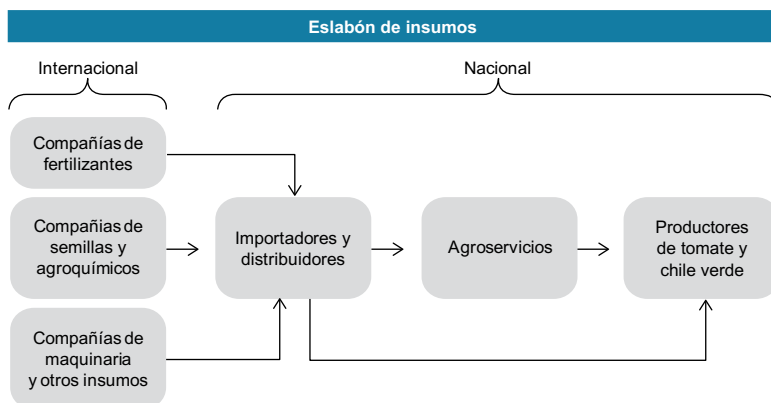 Eslabón de insumos
Internacional
Nacional
Compañías de
fertilizantes
Compañias de
semillas y
agroquímicos
Compañías de
maquinaria
y otros insumos
Importadores y
distribuidores
Agroservicios
Productores
de tomate y
chile verde